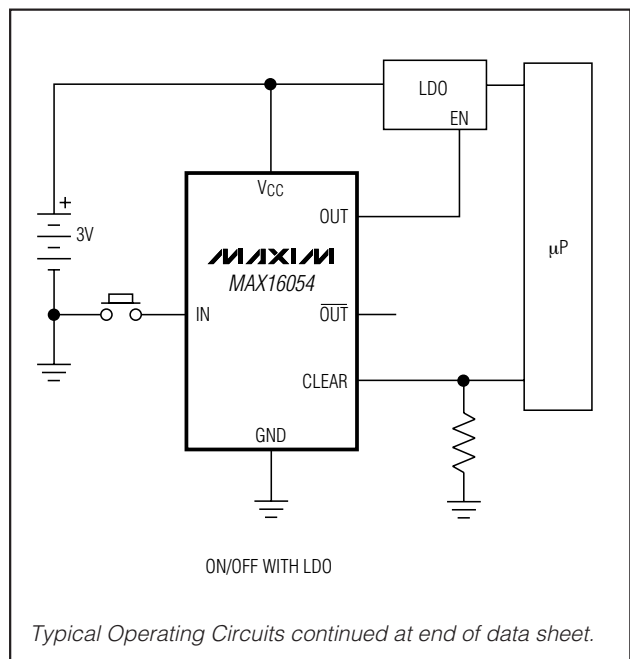 LDO
EN
VCC
OUT
+
3V
MAXIM
MAX16054
µP
IN
OUT
CLEAR
GND
ON/OFF WITH LDO
Typical Operating Circuits continued at end of data sheet.